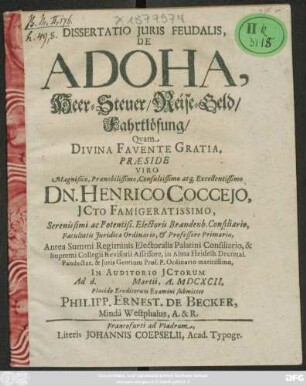 DISSERTATIO JURIS FEUDALIS,
DE
ADOHA,
Heer-Steuer/Reise-Geld/
Fahrtlösung/
Qvam
DIVINA FAVENTE GRATIA,
PRÆSIDE
VIRO
Magnifico, Prænobilissimo, Consultissimo atq; Excellentissimo
DN. HENRICO COCCEJO,
JCto FAMIGERATISSIMO,
Serenissimi ac Potentiss. Electoris Brandenb. Consiliario,
Facultatis Juridicæ Ordinario, & Professore Primario,
Antea Summi Regiminis Electoralis Palatini Consiliario, &
Supremi Collegii Revisorii Assessore, in Alma Heidelb. Decretal.
Pandectar. & Juris Gentium Prof. P. Ordinario meritissimo,
IN AUDITORIO JCTORUM
Ad d. Martii, A. MDCXCII.
Placido Eruditorum Examini submittet
PHILIPP. ERNEST. DE BECKER,
Mindâ Westphalus, A. & R.
Francofurti ad Viadrum,
Literis JOHANNIS COEPSELII, Acad. Typogr.